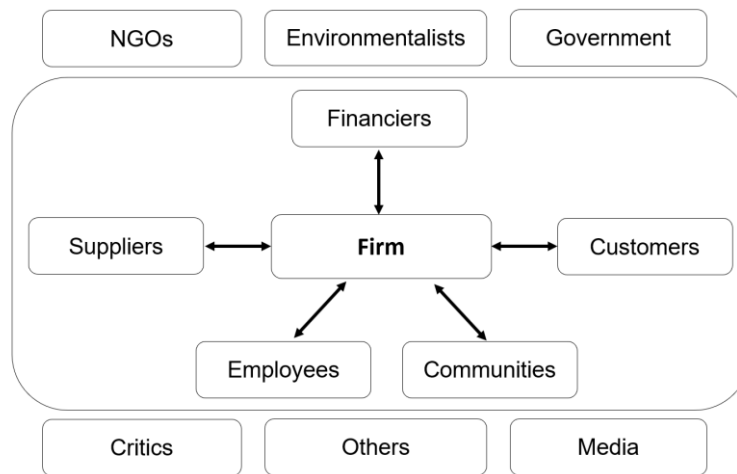 NGOs
Environmentalists
Government
Financiers
Suppliers
Firm
Customers
Employees
Communities
Critics
Others
Media